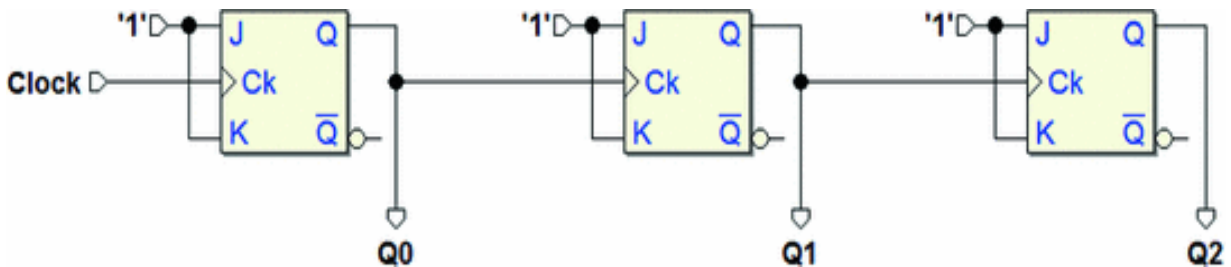 '1' J Q '1' J Q '1' J Q
Clock Ck Ck Ck
K Q̅ K Q̅ K Q̅
Q0 Q1 Q2